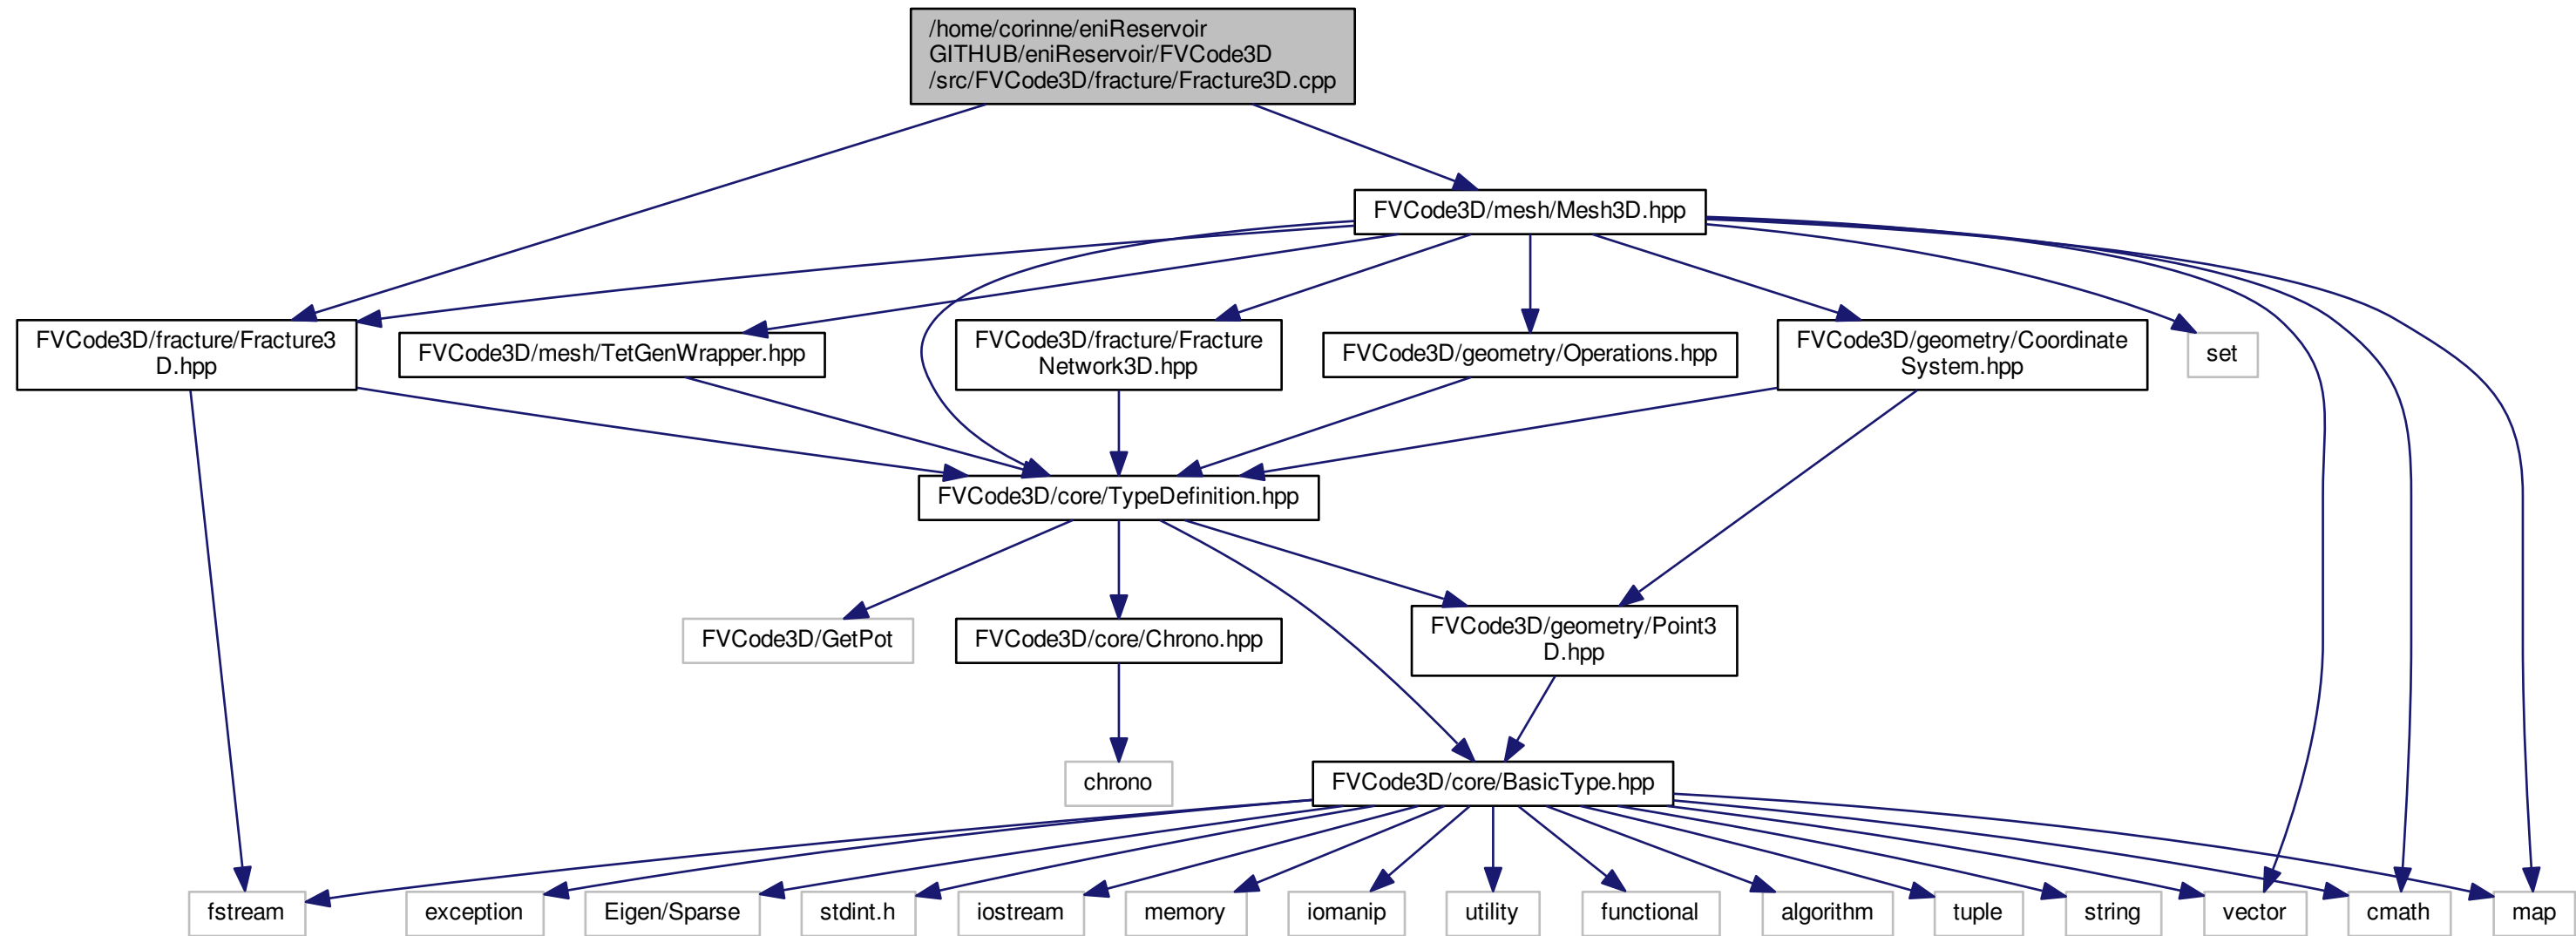 /home/corinne/eniReservoir
GITHUB/eniReservoir/FVCode3D
/src/FVCode3D/fracture/Fracture3D.cpp
FVCode3D/mesh/Mesh3D.hpp
FVCode3D/fracture/Fracture3
D.hpp
FVCode3D/mesh/TetGenWrapper.hpp
FVCode3D/fracture/Fracture
Network3D.hpp
FVCode3D/geometry/Operations.hpp
FVCode3D/geometry/Coordinate
System.hpp
set
FVCode3D/core/TypeDefinition.hpp
FVCode3D/GetPot
FVCode3D/core/Chrono.hpp
FVCode3D/geometry/Point3
D.hpp
chrono
FVCode3D/core/BasicType.hpp
fstream
exception
Eigen/Sparse
stdint.h
iostream
memory
iomanip
utility
functional
algorithm
tuple
string
vector
cmath
map